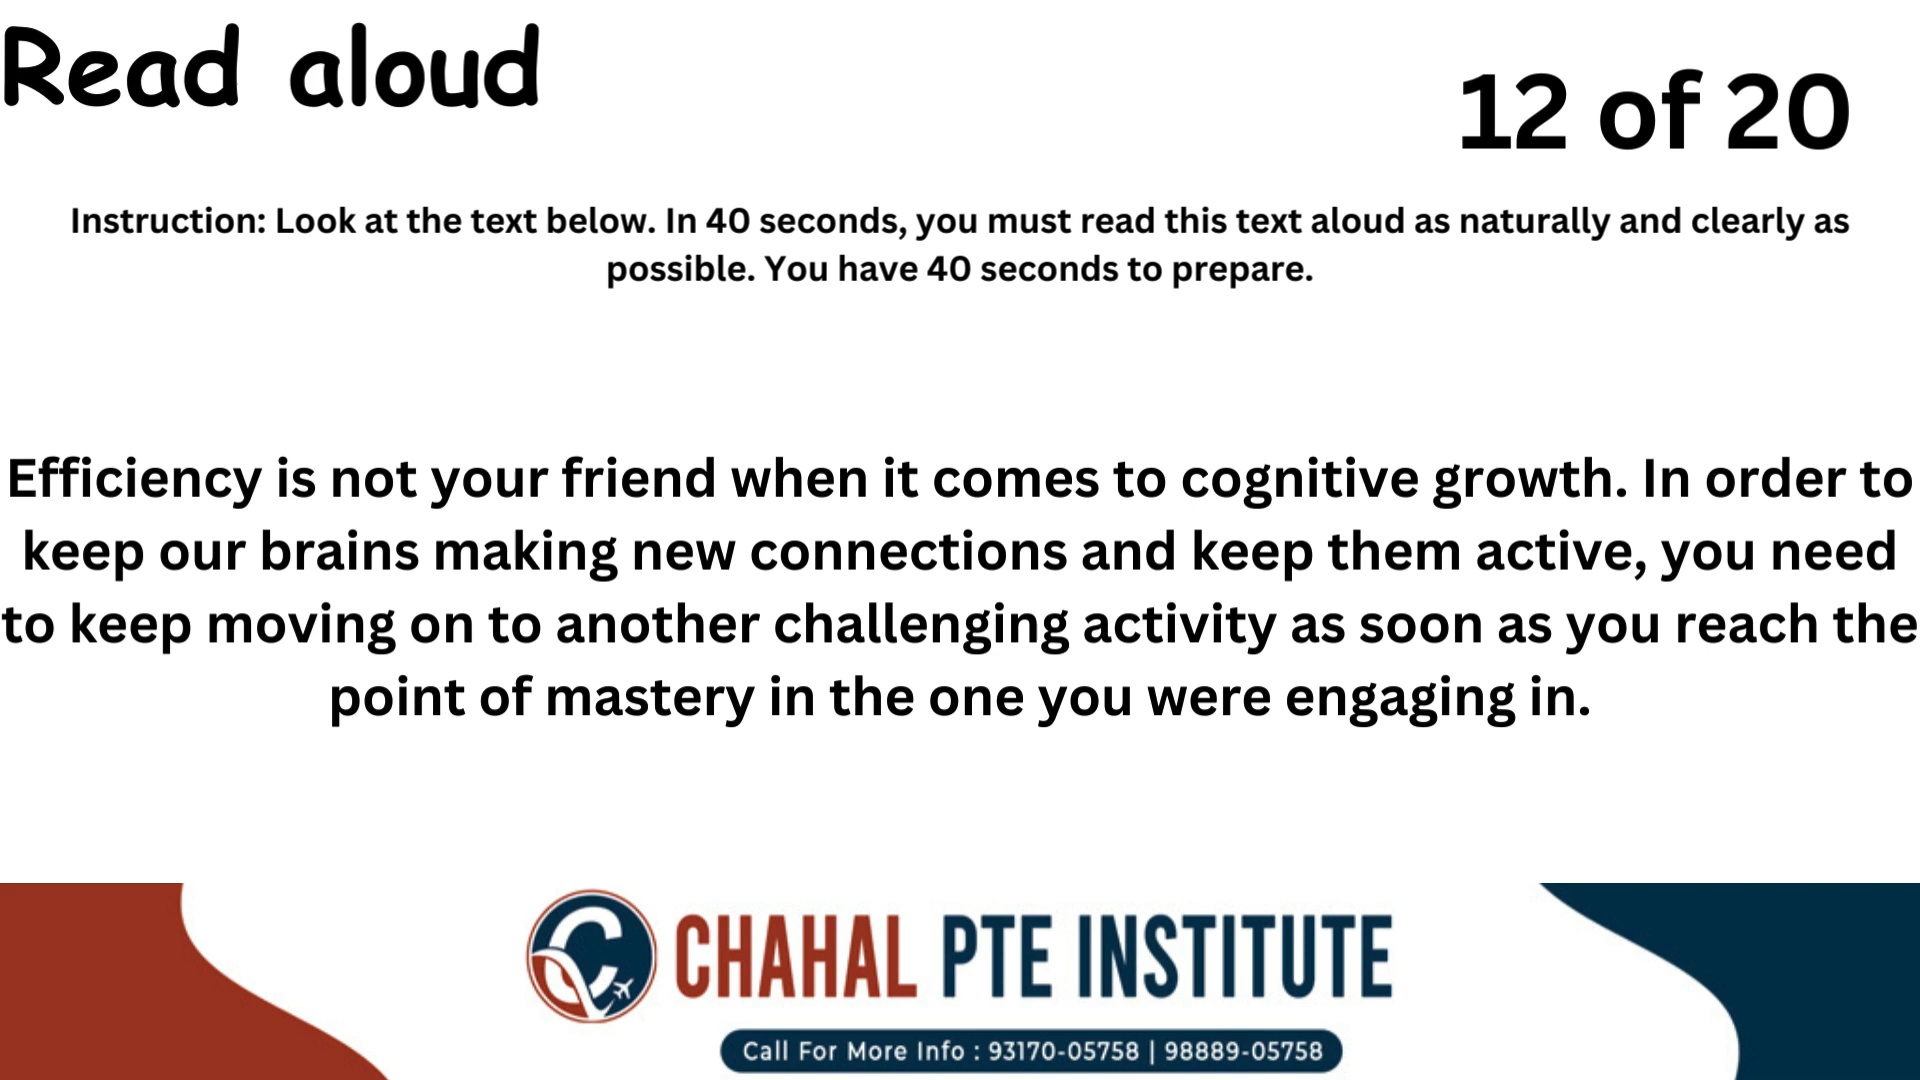 Read aloud
12 of 20
Instruction: Look at the text below. In 40 seconds, you must read this text aloud as naturally and clearly as
possible. You have 40 seconds to prepare.
Efficiency is not your friend when it comes to cognitive growth. In order to
keep our brains making new connections and keep them active, you need
to keep moving on to another challenging activity as soon as you reach the
point of mastery in the one you were engaging in.
CHAHAL PTE INSTITUTE
Call For More Info : 93170-05758 | 98889-05758